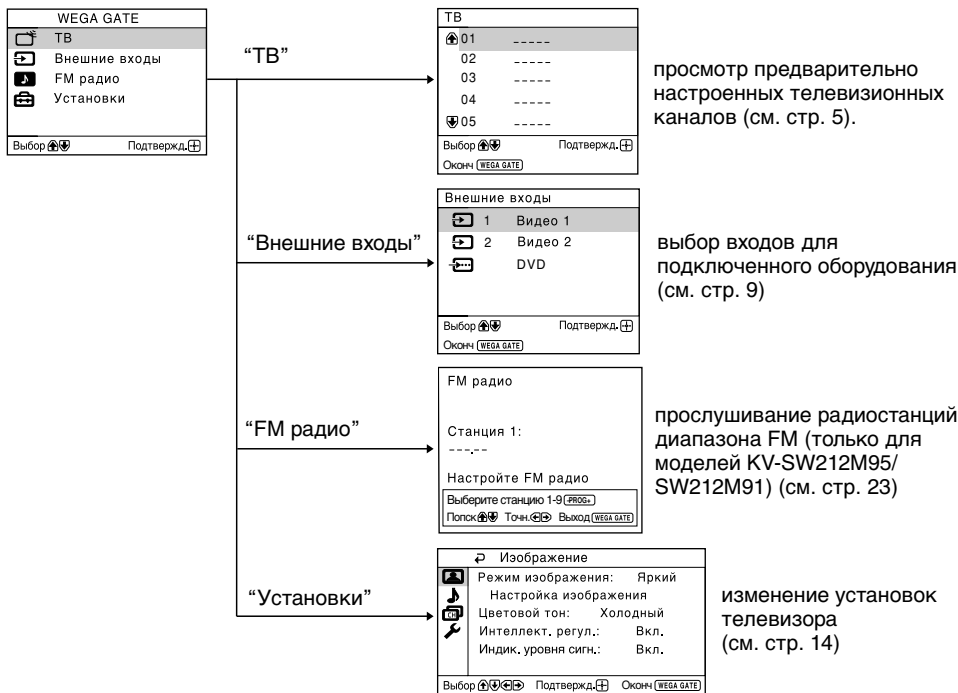 WEGA GATE
ТВ
Внешние входы
FM радио
Установки
Выбор Подтвержд.
“ТВ”
ТВ
01 -----
02 -----
03 -----
04 -----
05 -----
Выбор Подтвержд.
Оконч WEGA GATE
просмотр предварительно
настроенных телевизионных
каналов (см. стр. 5).
“Внешние входы”
Внешние входы
1 Видео 1
2 Видео 2
DVD
Выбор Подтвержд.
Оконч WEGA GATE
выбор входов для
подключенного оборудования
(см. стр. 9)
“FM радио”
FM радио
Станция 1:
---.--
Настройте FM радио
Выберите станцию 1-9 -PROG+
Попск Точн. Выход WEGA GATE
прослушивание радиостанций
диапазона FM (только для
моделей KV-SW212M95/
SW212M91) (см. стр. 23)
“Установки”
Изображение
Режим изображения: Яркий
Настройка изображения
Цветовой тон: Холодный
Интеллект. регул.: Вкл.
Индик. уровня сигн.: Вкл.
CH
Выбор Подтвержд. Оконч WEGA GATE
изменение установок
телевизора
(см. стр. 14)